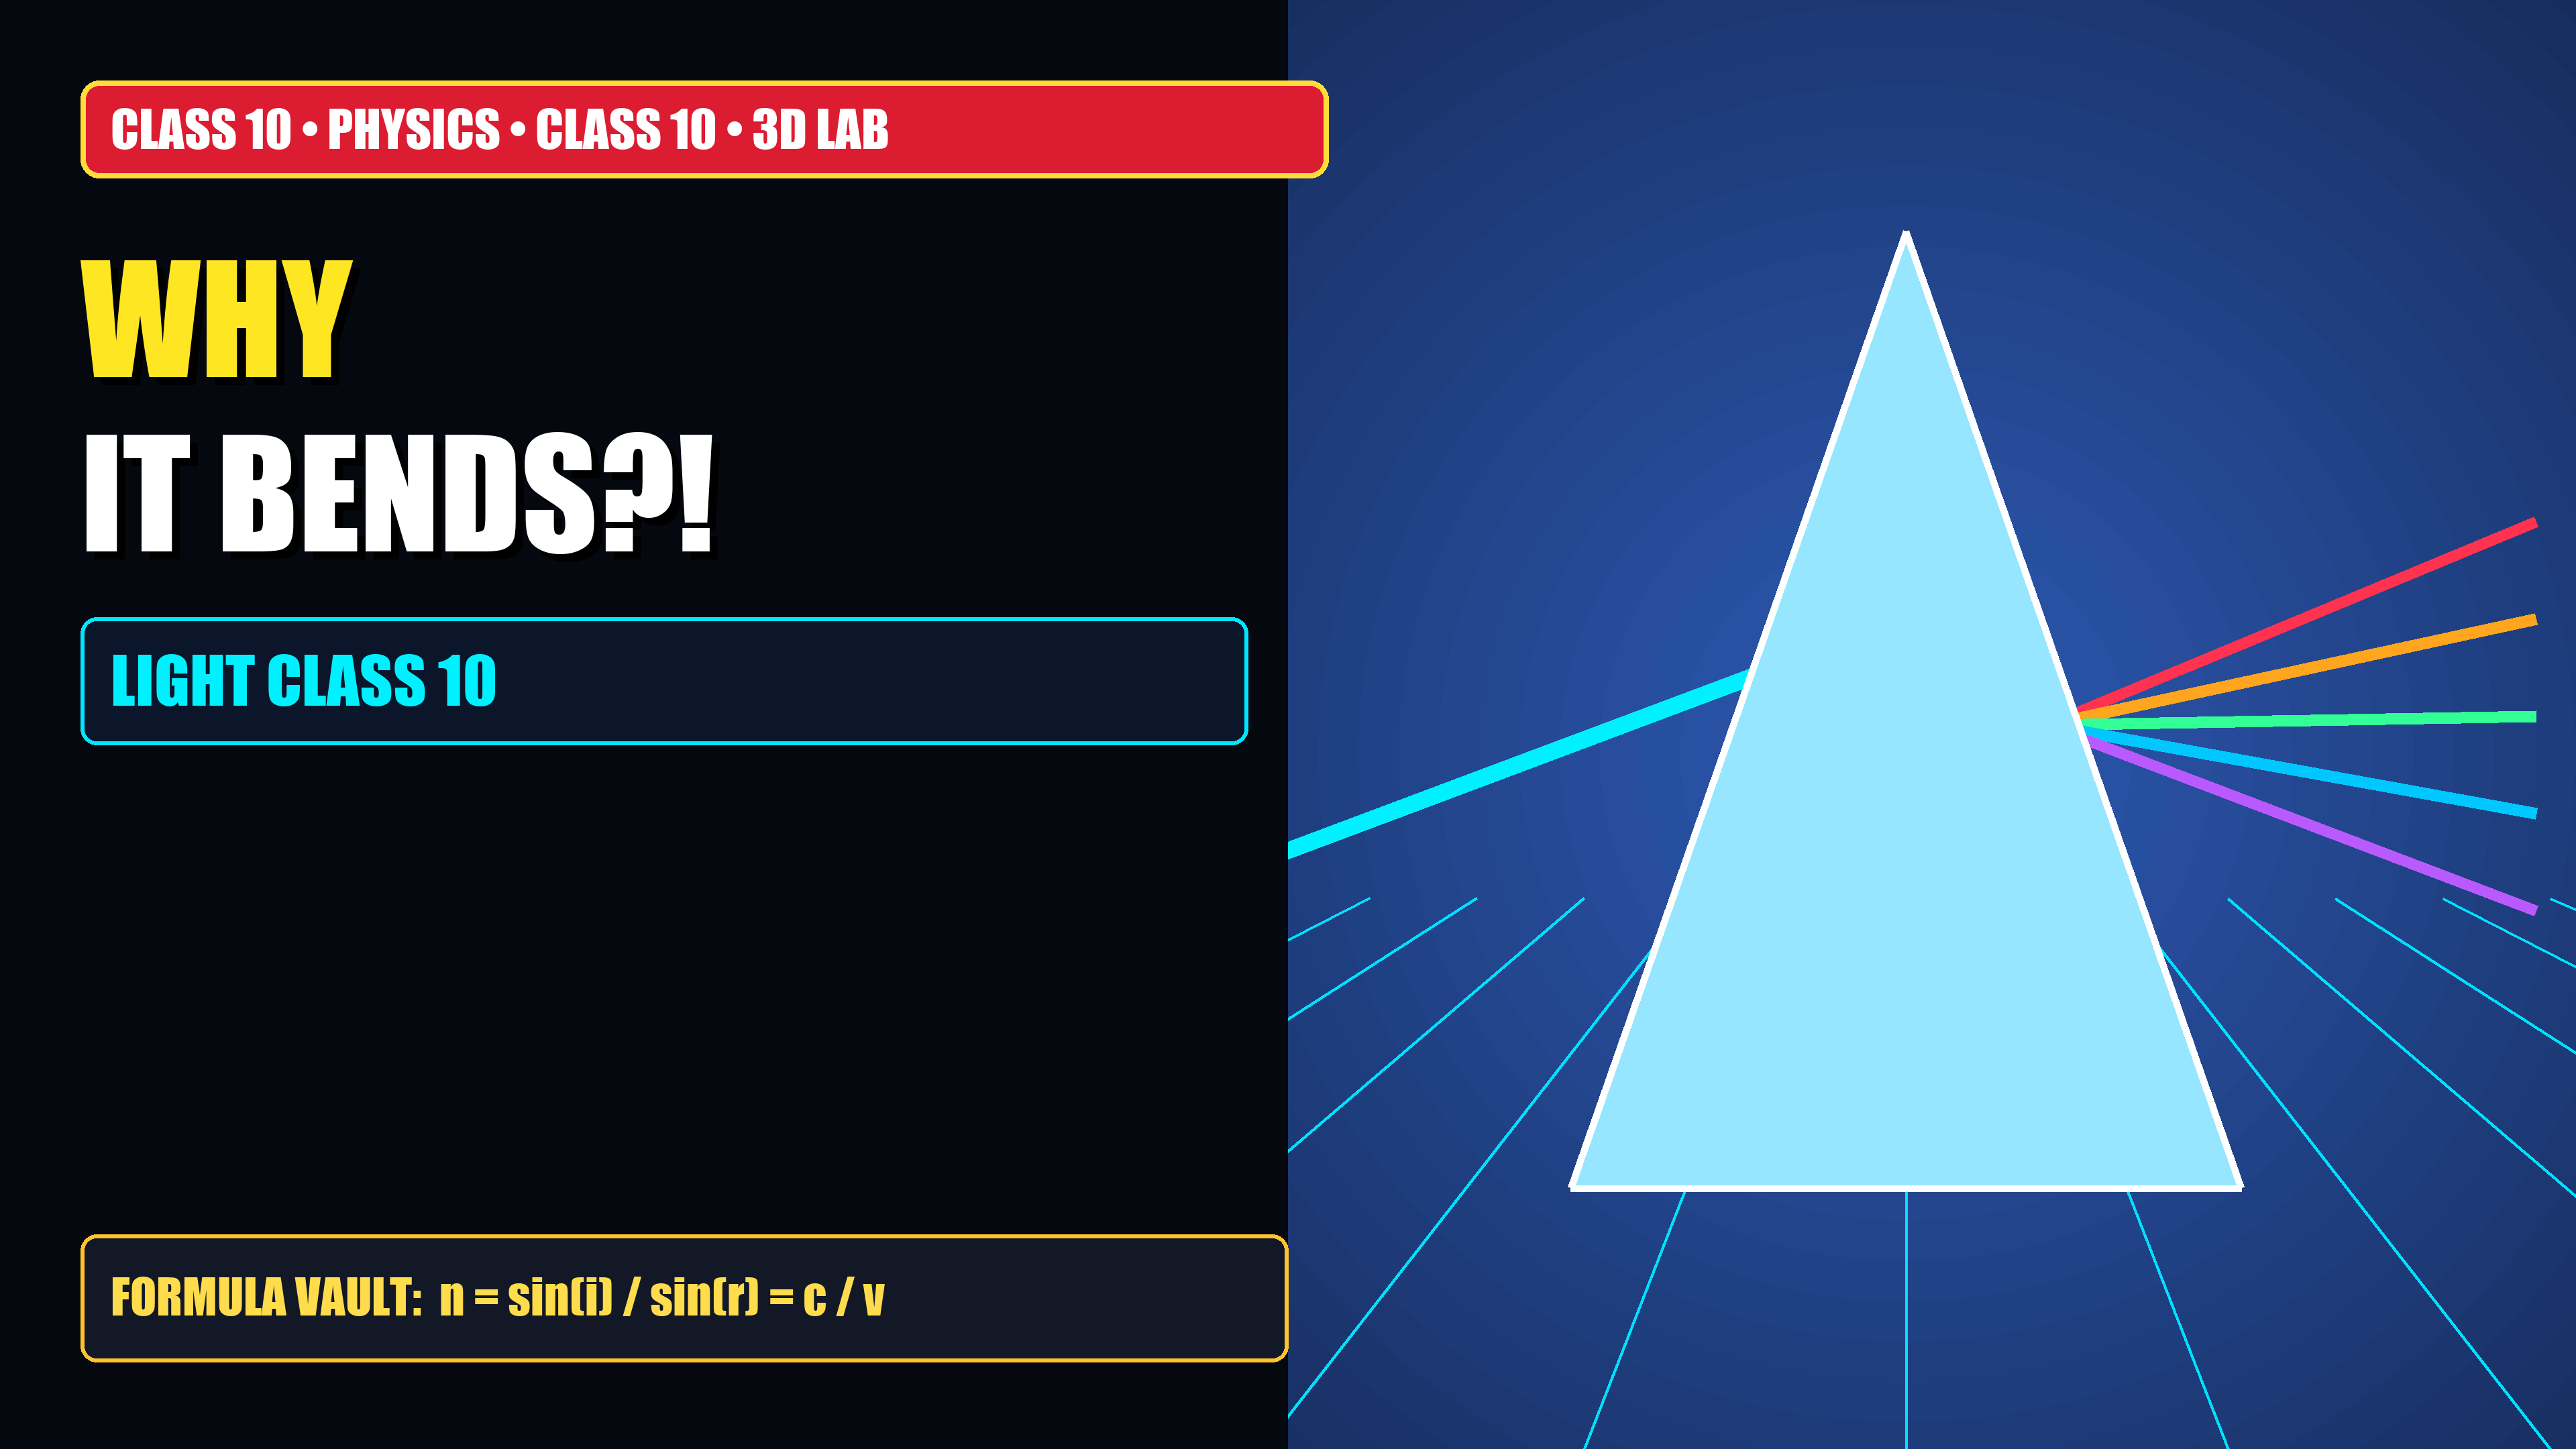 CLASS 10 • PHYSICS • CLASS 10 • 3D LAB
WHY
IT BENDS?!
LIGHT CLASS 10
FORMULA VAULT: n = sin(i) / sin(r) = c / v